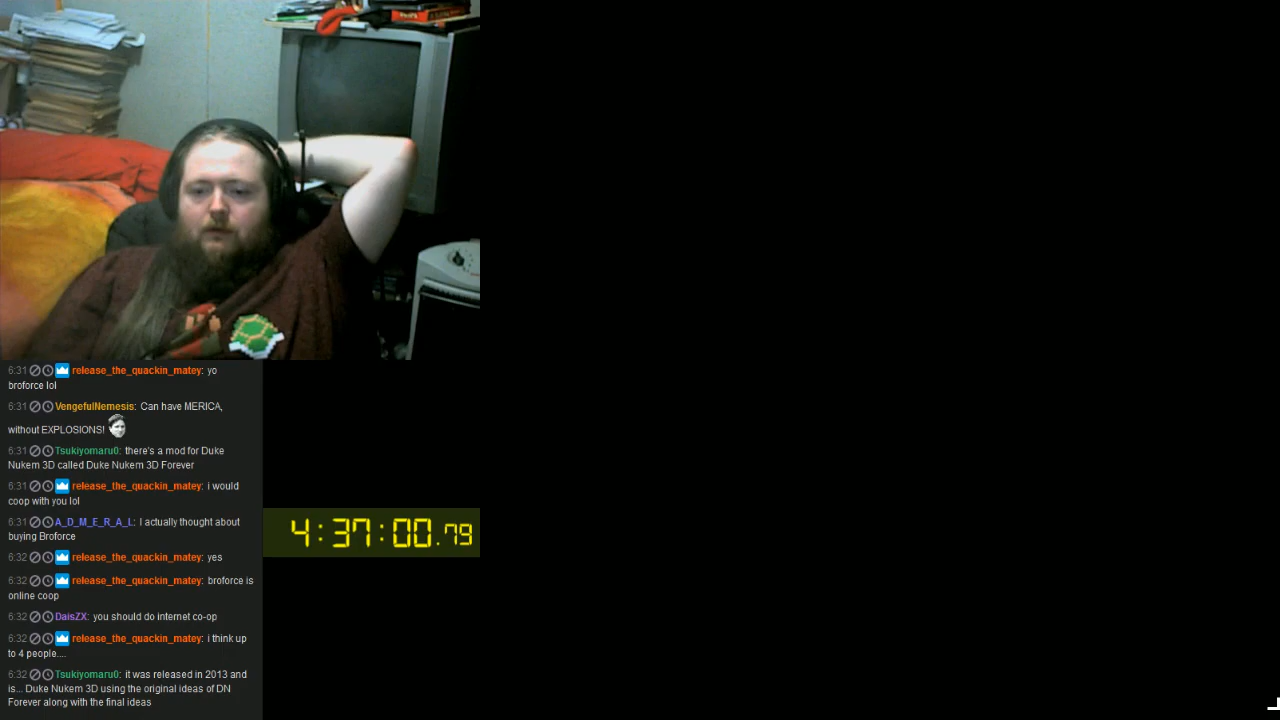 6:31 release_the_quackin_matey: yo
broforce lol
6:31 VengefulNemesis: Can have MERICA,
without EXPLOSIONS!
6:31 Tsukiyomaru0: there's a mod for Duke
Nukem 3D called Duke Nukem 3D Forever
6:31 release_the_quackin_matey: i would
coop with you lol
6:31 A_D_M_E_R_A_L: I actually thought about
buying Broforce
6:32 release_the_quackin_matey: yes
6:32 release_the_quackin_matey: broforce is
online coop
6:32 DaisZX: you should do internet co-op
6:32 release_the_quackin_matey: i think up
to 4 people....
6:32 Tsukiyomaru0: it was released in 2013 and
is... Duke Nukem 3D using the original ideas of DN
Forever along with the final ideas
4:37:00.79